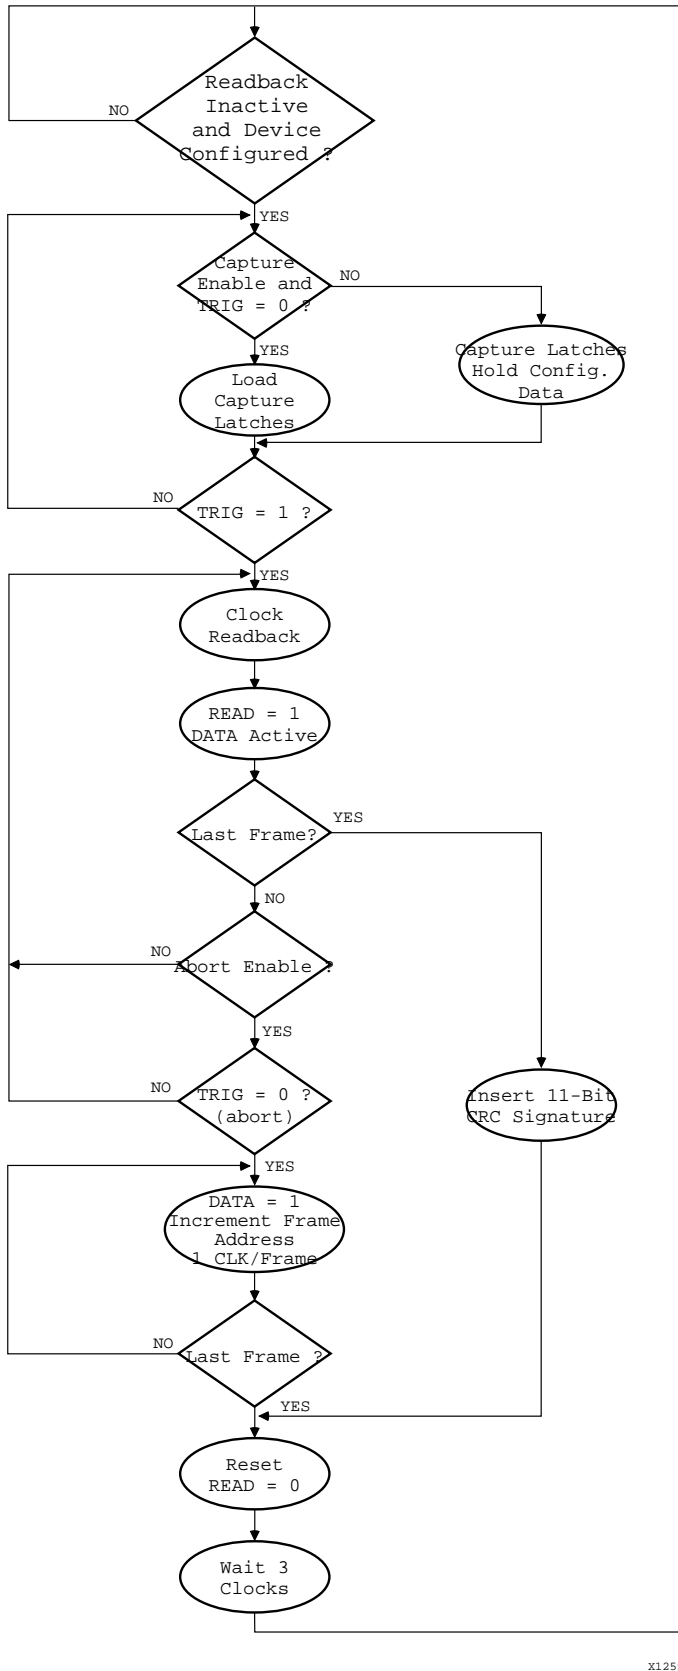 Readback
Inactive
and Device
Configured ?
NO
YES
Capture
Enable and
TRIG = 0 ?
NO
YES
Capture Latches
Hold Config.
Data
Load
Capture
Latches
NO
TRIG = 1 ?
YES
Clock
Readback
READ = 1
DATA Active
Last Frame?
YES
NO
NO
Abort Enable ?
YES
NO
TRIG = 0 ?
(abort)
Insert 11-Bit
CRC Signature
YES
DATA = 1
Increment Frame
Address
1 CLK/Frame
NO
Last Frame ?
YES
Reset
READ = 0
Wait 3
Clocks